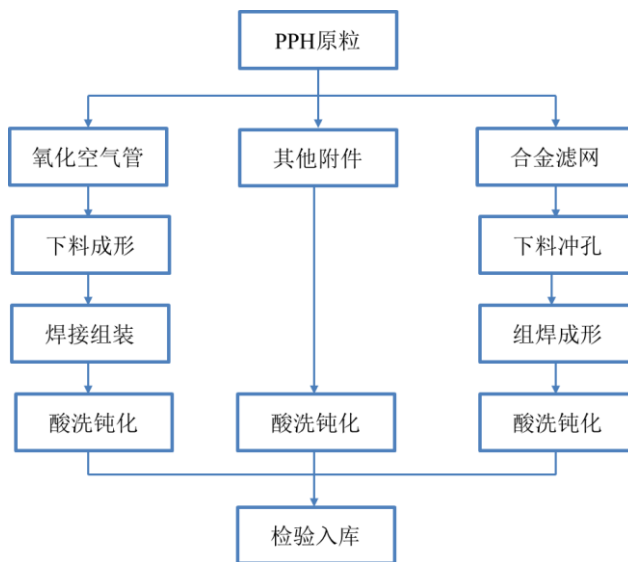 PPH原粒
氧化空气管
其他附件
合金滤网
下料成形
下料冲孔
焊接组装
组焊成形
酸洗钝化
酸洗钝化
酸洗钝化
检验入库